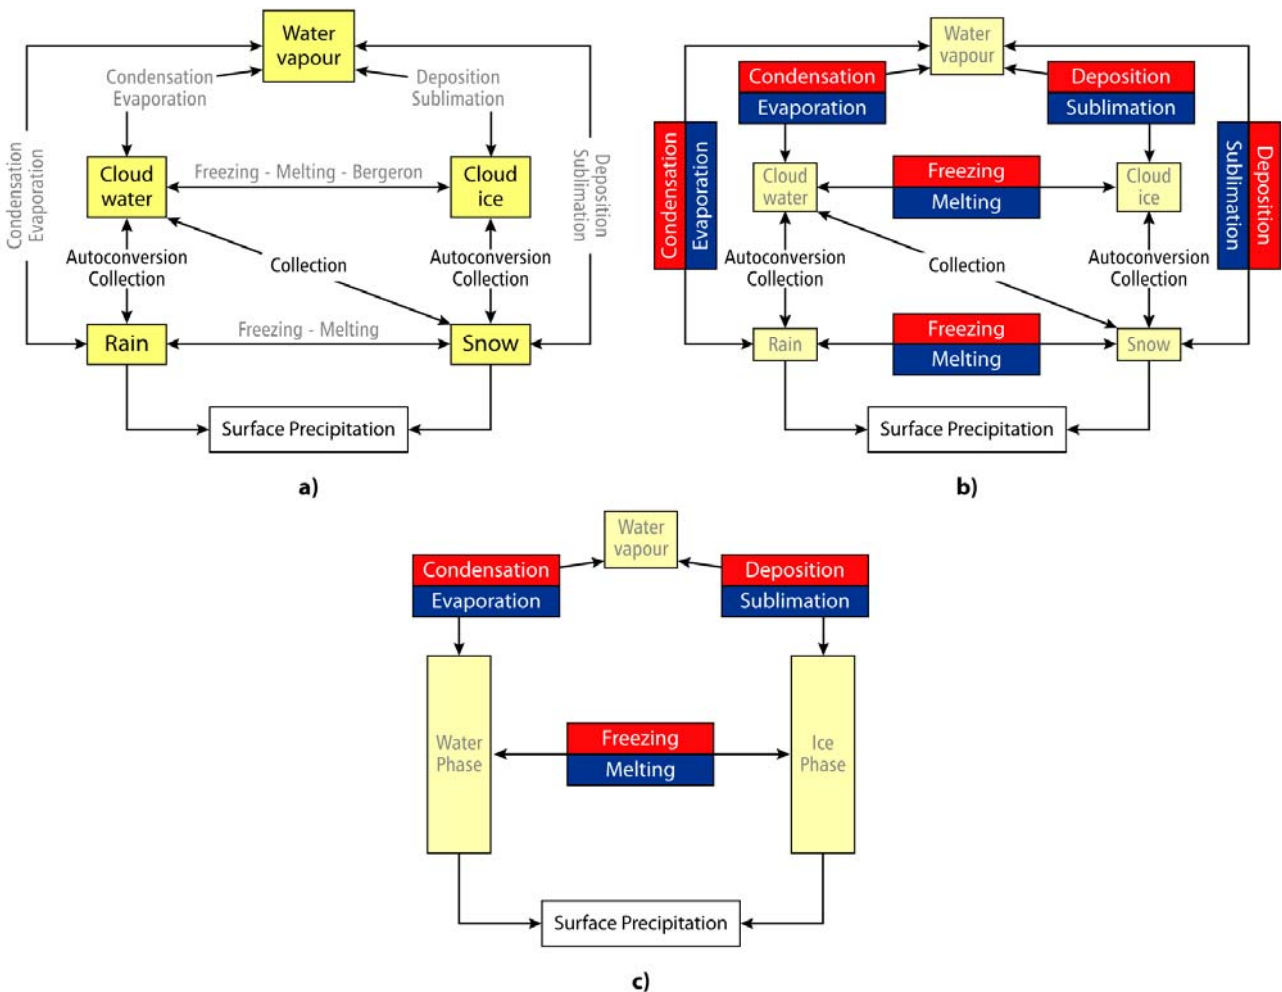 Water
vapour
Condensation
Evaporation
Deposition
Sublimation
Condensation
Evaporation
Deposition
Sublimation
Cloud
water
Freezing - Melting - Bergeron
Cloud
ice
Autoconversion
Collection
Collection
Autoconversion
Collection
Rain
Freezing - Melting
Snow
Surface Precipitation
a)
Water
vapour
Condensation
Evaporation
Deposition
Sublimation
Condensation
Evaporation
Sublimation
Deposition
Cloud
water
Freezing
Melting
Cloud
ice
Autoconversion
Collection
Collection
Autoconversion
Collection
Rain
Freezing
Melting
Snow
Surface Precipitation
b)
Water
vapour
Condensation
Evaporation
Deposition
Sublimation
Water
Phase
Freezing
Melting
Ice
Phase
Surface Precipitation
c)